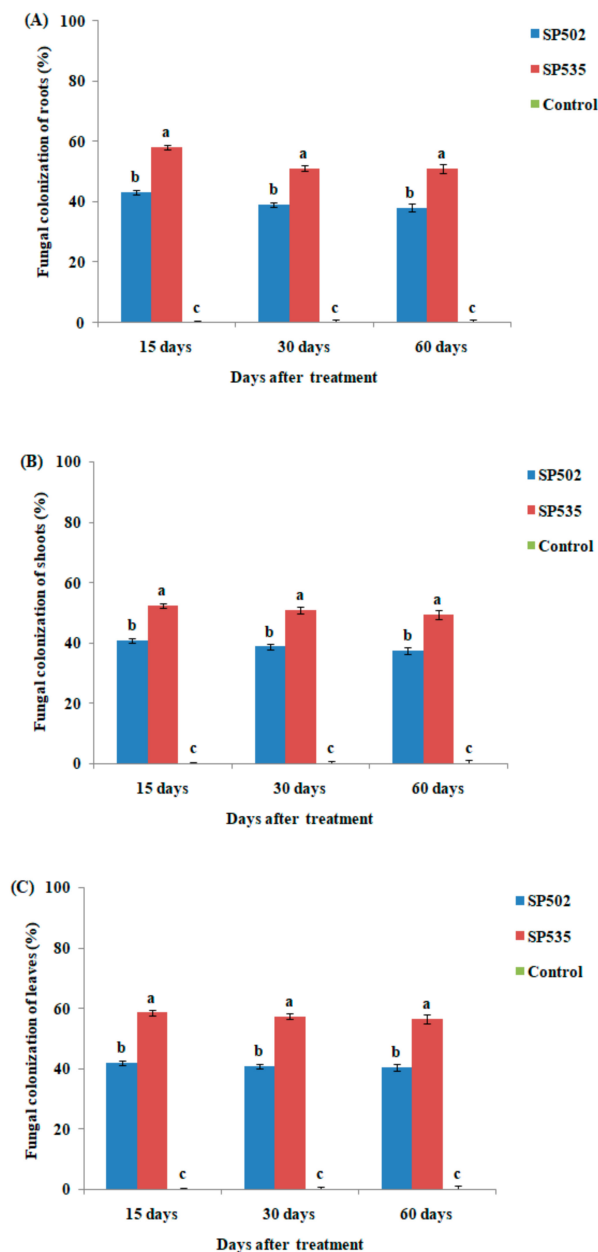 (A)
100
80
60
40
20
0
Fungal colonization of roots (%)
SP502
SP535
Control
b a c
b a c
b a c
15 days 30 days 60 days
Days after treatment
(B)
100
80
60
40
20
0
Fungal colonization of shoots (%)
SP502
SP535
Control
b a c
b a c
b a c
15 days 30 days 60 days
Days after treatment
(C)
100
80
60
40
20
0
Fungal colonization of leaves (%)
SP502
SP535
Control
b a c
b a c
b a c
15 days 30 days 60 days
Days after treatment